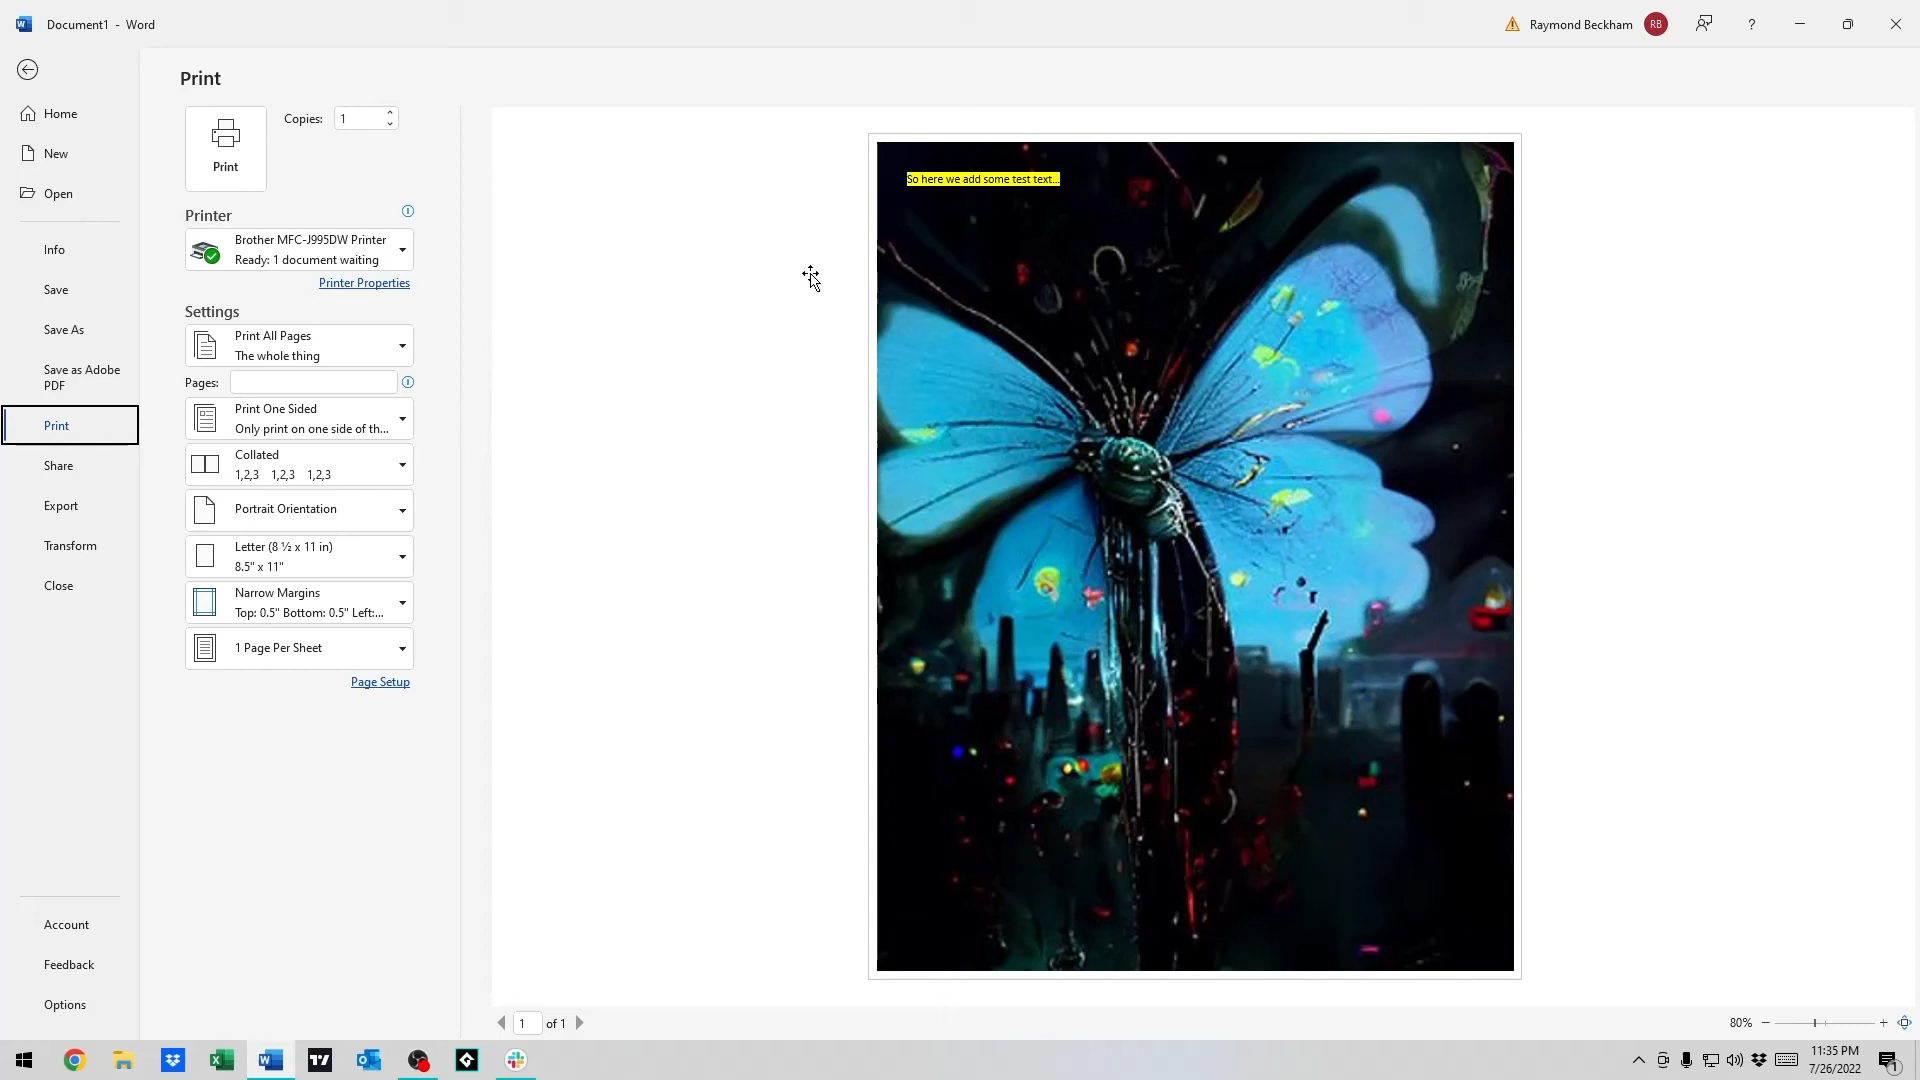 Document1 - Word
Raymond Beckham
RB
?
Print
Home
New
Open
Info
Save
Save As
Save as Adobe
PDF
Print
Share
Export
Transform
Close
Account
Feedback
Options
Print
Copies: 1
Printer
Brother MFC-J995DW Printer
Ready: 1 document waiting
Printer Properties
Settings
Print All Pages
The whole thing
Pages:
Print One Sided
Only print on one side of th...
Collated
1,2,3 1,2,3 1,2,3
Portrait Orientation
Letter (8 ½ x 11 in)
8.5" x 11"
Narrow Margins
Top: 0.5" Bottom: 0.5" Left:...
1 Page Per Sheet
Page Setup
So here we add some test text...
1 of 1
80%
11:35 PM
7/26/2022
1